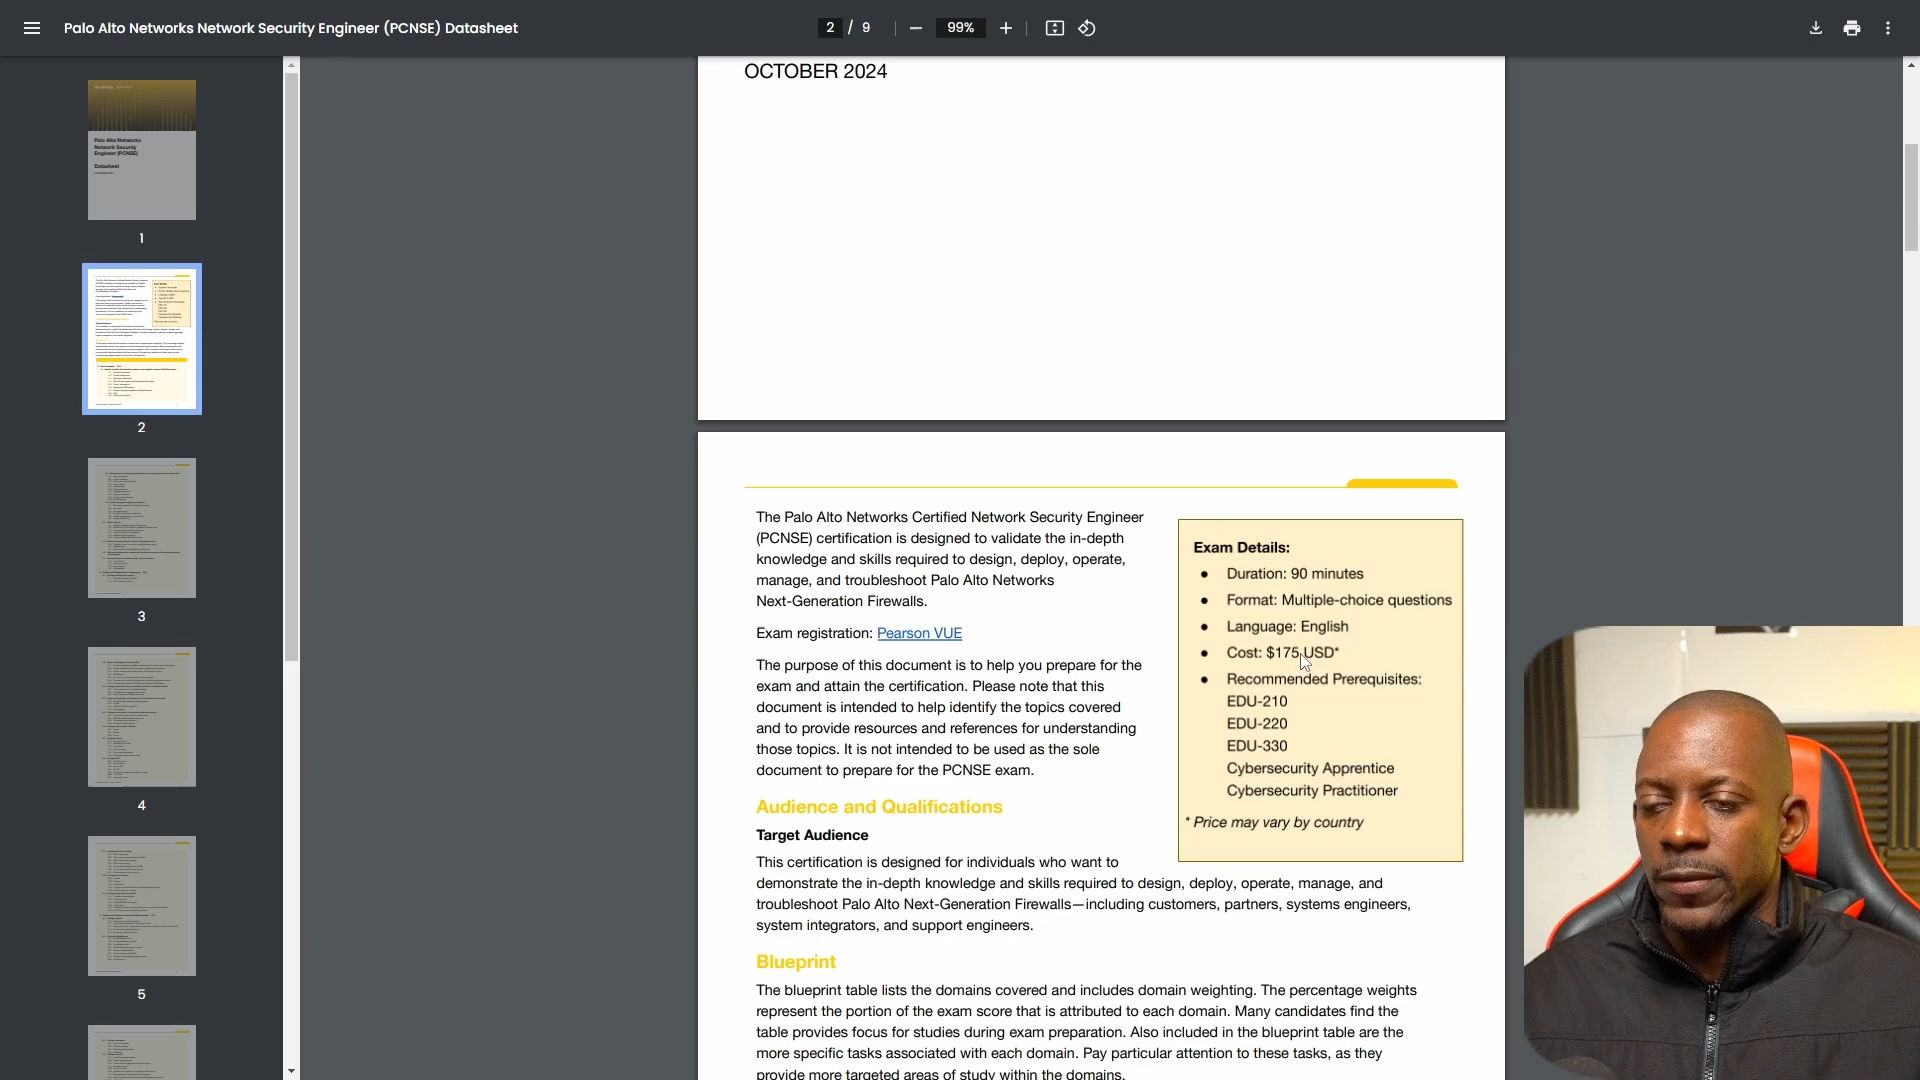 Palo Alto Networks Network Security Engineer (PCNSE) Datasheet
2 / 9
99%
Palo Alto Networks
Network Security
Engineer (PCNSE)
Datasheet
1
2
3
4
5
OCTOBER 2024
The Palo Alto Networks Certified Network Security Engineer
(PCNSE) certification is designed to validate the in-depth
knowledge and skills required to design, deploy, operate,
manage, and troubleshoot Palo Alto Networks
Next-Generation Firewalls.
Exam registration: Pearson VUE
The purpose of this document is to help you prepare for the
exam and attain the certification. Please note that this
document is intended to help identify the topics covered
and to provide resources and references for understanding
those topics. It is not intended to be used as the sole
document to prepare for the PCNSE exam.
Exam Details:
● Duration: 90 minutes
● Format: Multiple-choice questions
● Language: English
● Cost: $175 USD*
● Recommended Prerequisites:
EDU-210
EDU-220
EDU-330
Cybersecurity Apprentice
Cybersecurity Practitioner
* Price may vary by country
Audience and Qualifications
Target Audience
This certification is designed for individuals who want to
demonstrate the in-depth knowledge and skills required to design, deploy, operate, manage, and
troubleshoot Palo Alto Next-Generation Firewalls—including customers, partners, systems engineers,
system integrators, and support engineers.
Blueprint
The blueprint table lists the domains covered and includes domain weighting. The percentage weights
represent the portion of the exam score that is attributed to each domain. Many candidates find the
table provides focus for studies during exam preparation. Also included in the blueprint table are the
more specific tasks associated with each domain. Pay particular attention to these tasks, as they
provide more targeted areas of study within the domains.